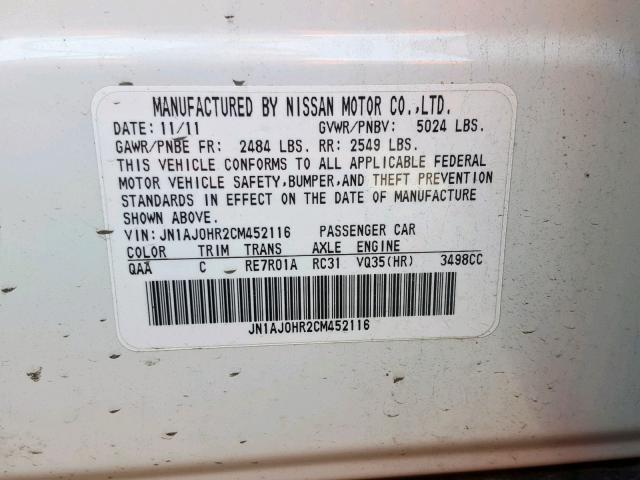 MANUFACTURED BY NISSAN MOTOR CO.,LTD.
DATE: 11/11 GVWR/PNBV: 5024 LBS.
GAWR/PNBE FR: 2484 LBS. RR: 2549 LBS.
THIS VEHICLE CONFORMS TO ALL APPLICABLE FEDERAL
MOTOR VEHICLE SAFETY,BUMPER,AND THEFT PREVENTION
STANDARDS IN EFFECT ON THE DATE OF MANUFACTURE
SHOWN ABOVE.
VIN: JN1AJ0HR2CM452116 PASSENGER CAR
COLOR TRIM TRANS AXLE ENGINE
QAA C RE7R01A RC31 VQ35(HR) 3498CC
JN1AJ0HR2CM452116